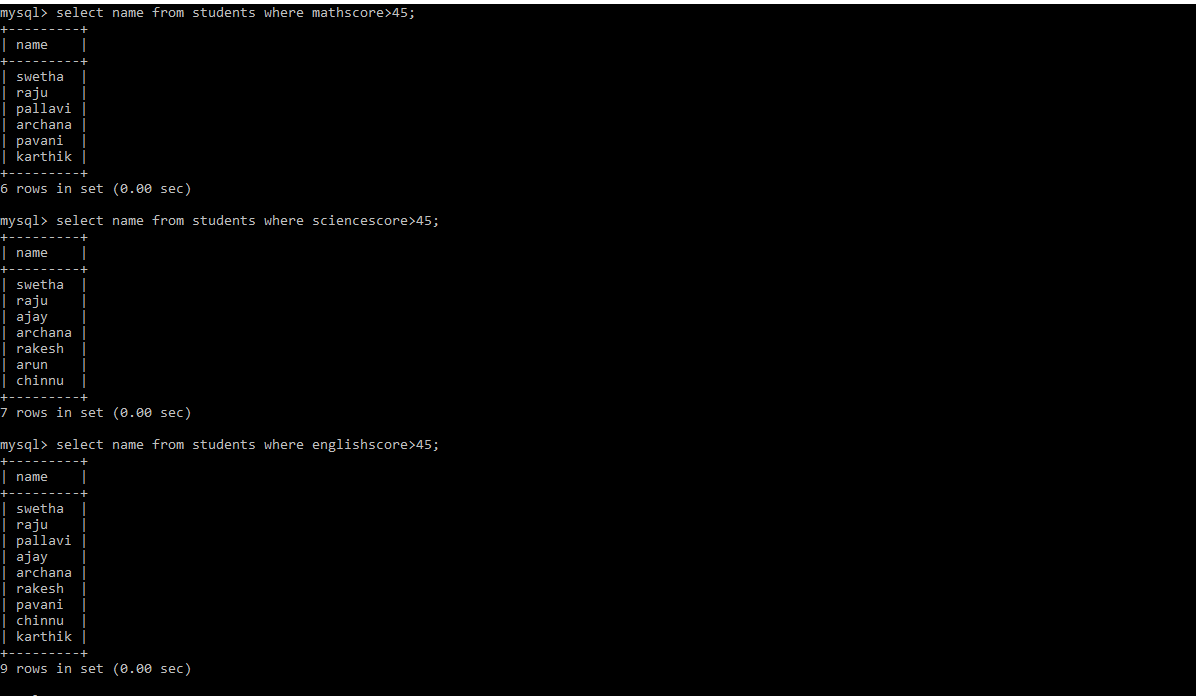 mysql> select name from students where mathscore>45;
+---------+
| name    |
+---------+
| swetha  |
| raju    |
| pallavi |
| archana |
| pavani  |
| karthik |
+---------+
6 rows in set (0.00 sec)

mysql> select name from students where sciencescore>45;
+---------+
| name    |
+---------+
| swetha  |
| raju    |
| ajay    |
| archana |
| rakesh  |
| arun    |
| chinnu  |
+---------+
7 rows in set (0.00 sec)

mysql> select name from students where englishscore>45;
+---------+
| name    |
+---------+
| swetha  |
| raju    |
| pallavi |
| ajay    |
| archana |
| rakesh  |
| pavani  |
| chinnu  |
| karthik |
+---------+
9 rows in set (0.00 sec)